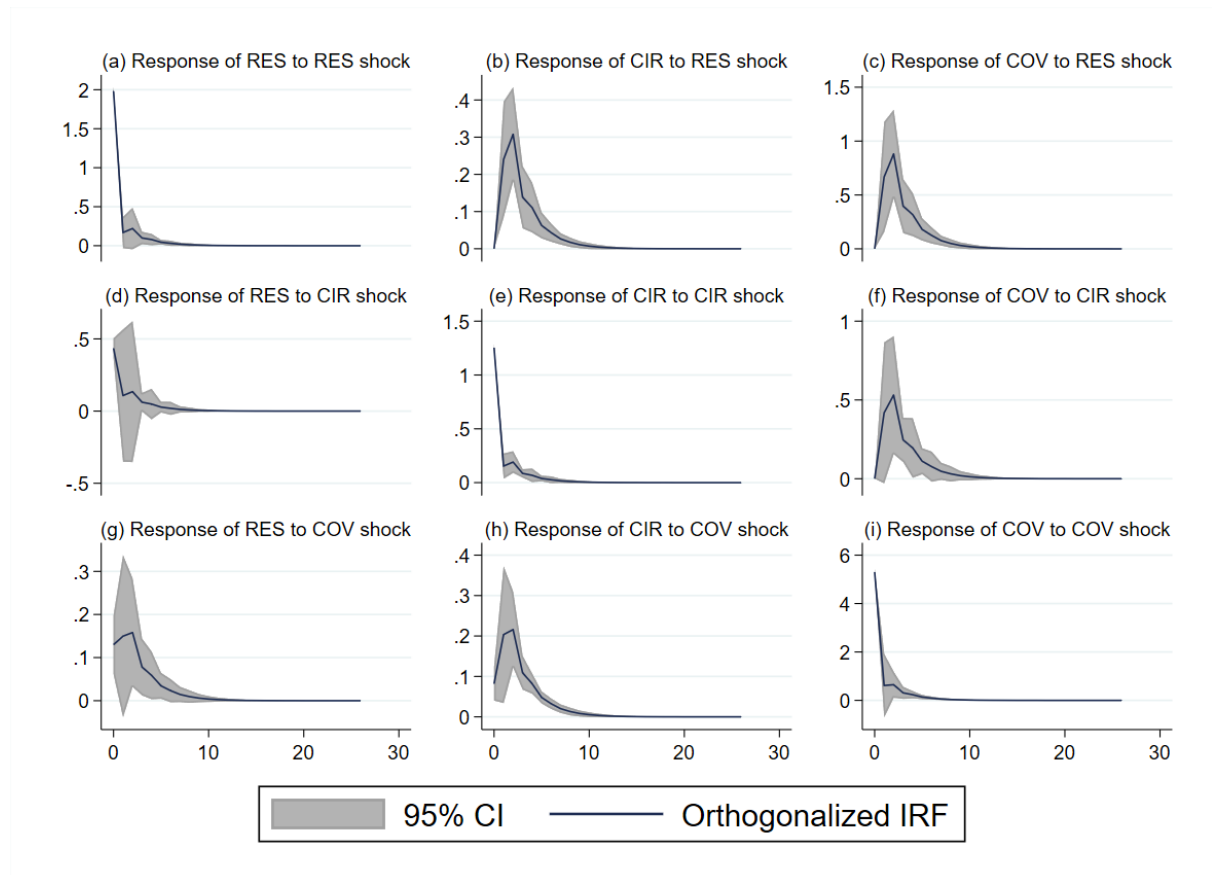 (a) Response of RES to RES shock
2
1.5
1
.5
0
(b) Response of CIR to RES shock
.4
.3
.2
.1
0
(c) Response of COV to RES shock
1.5
1
.5
0
(d) Response of RES to CIR shock
.5
0
-.5
(e) Response of CIR to CIR shock
1.5
1
.5
0
(f) Response of COV to CIR shock
1
.5
0
(g) Response of RES to COV shock
.3
.2
.1
0
0 10 20 30
(h) Response of CIR to COV shock
.4
.3
.2
.1
0
0 10 20 30
(i) Response of COV to COV shock
6
4
2
0
0 10 20 30
95% CI Orthogonalized IRF